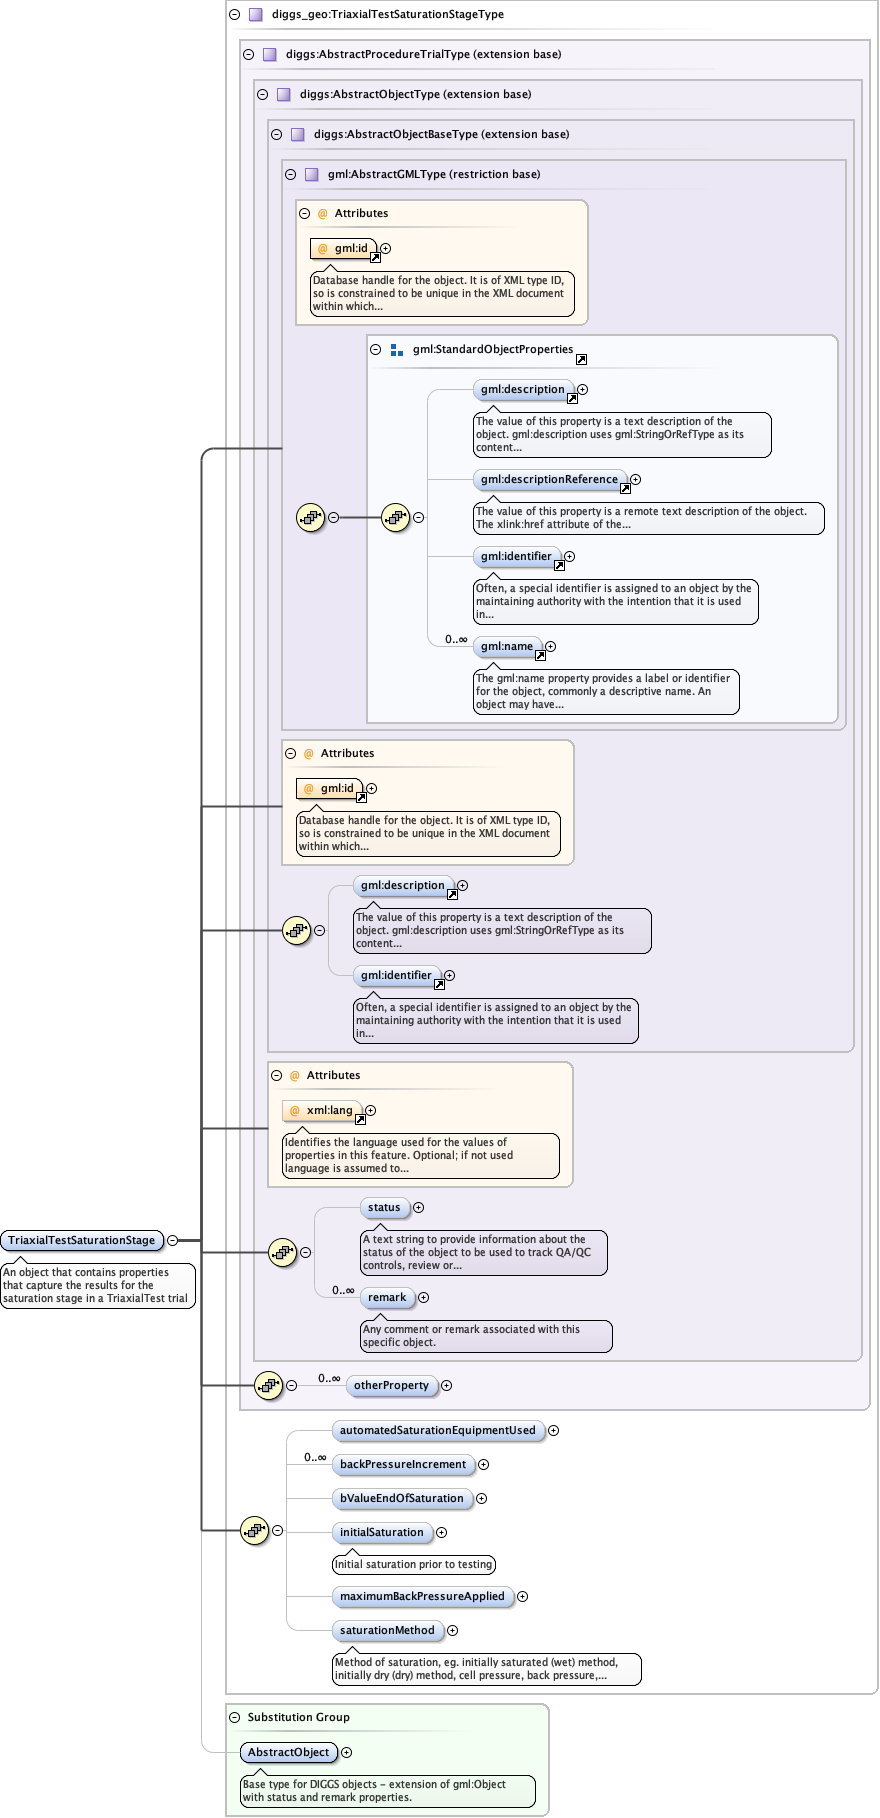 diggs_geo:TriaxialTestSaturationStageType
diggs:AbstractProcedureTrialType (extension base)
diggs:AbstractObjectType (extension base)
diggs:AbstractObjectBaseType (extension base)
gml:AbstractGMLType (restriction base)
@ Attributes
@ gml:id
Database handle for the object. It is of XML type ID,
so is constrained to be unique in the XML document
within which...
gml:StandardObjectProperties
gml:description
The value of this property is a text description of the
object. gml:description uses gml:StringOrRefType as its
content...
gml:descriptionReference
The value of this property is a remote text description of the object.
The xlink:href attribute of the...
gml:identifier
Often, a special identifier is assigned to an object by the
maintaining authority with the intention that it is used
in...
0..∞
gml:name
The gml:name property provides a label or identifier
for the object, commonly a descriptive name. An
object may have...
@ Attributes
@ gml:id
Database handle for the object. It is of XML type ID,
so is constrained to be unique in the XML document
within which...
gml:description
The value of this property is a text description of the
object. gml:description uses gml:StringOrRefType as its
content...
gml:identifier
Often, a special identifier is assigned to an object by the
maintaining authority with the intention that it is used
in...
@ Attributes
@ xml:lang
Identifies the language used for the values of
properties in this feature. Optional; if not used
language is assumed to...
status
A text string to provide information about the
status of the object to be used to track QA/QC
controls, review or...
0..∞
remark
Any comment or remark associated with this
specific object.
TriaxialTestSaturationStage
An object that contains properties
that capture the results for the
saturation stage in a TriaxialTest trial
0..∞
otherProperty
automatedSaturationEquipmentUsed
0..∞
backPressureIncrement
bValueEndOfSaturation
initialSaturation
Initial saturation prior to testing
maximumBackPressureApplied
saturationMethod
Method of saturation, eg. initially saturated (wet) method,
initially dry (dry) method, cell pressure, back pressure,...
Substitution Group
AbstractObject
Base type for DIGGS objects - extension of gml:Object
with status and remark properties.